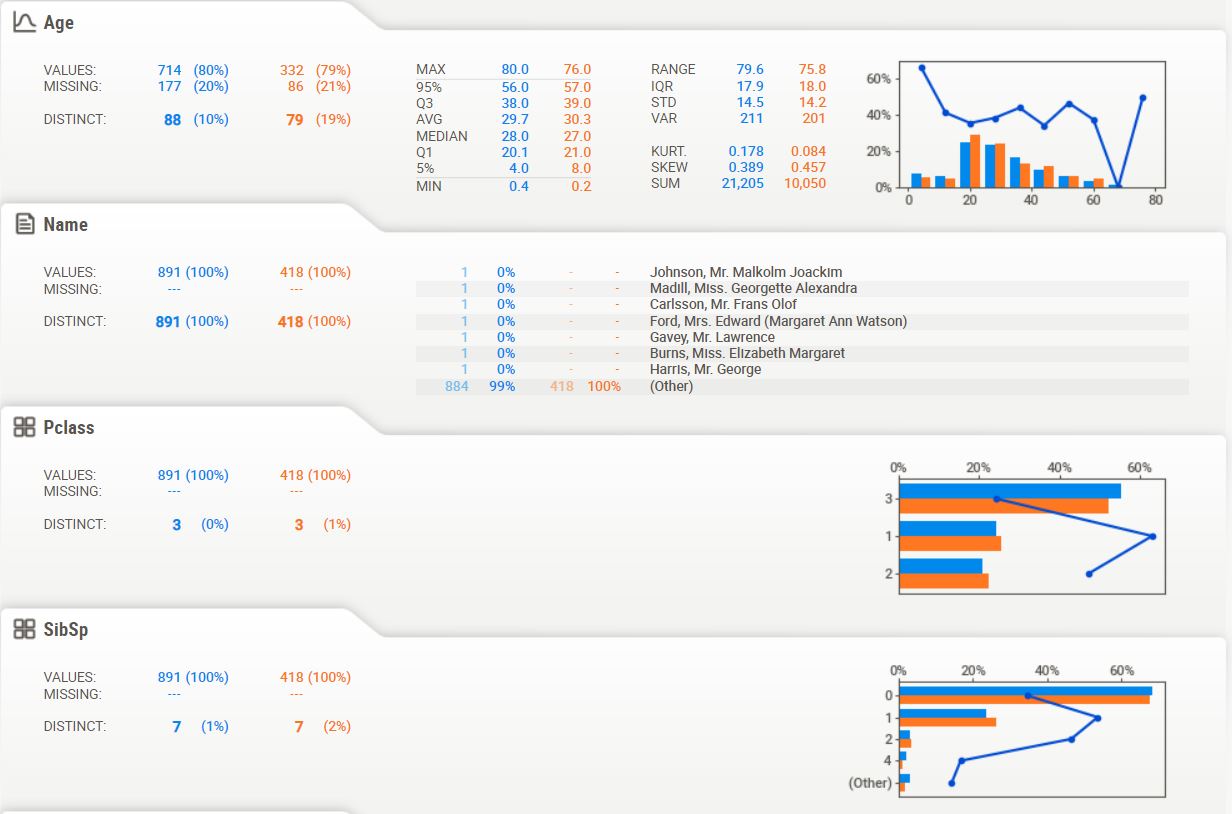 Age
VALUES: 714 (80%) 332 (79%)
MISSING: 177 (20%) 86 (21%)
DISTINCT: 88 (10%) 79 (19%)
MAX 80.0 76.0
95% 56.0 57.0
Q3 38.0 39.0
AVG 29.7 30.3
MEDIAN 28.0 27.0
Q1 20.1 21.0
5% 4.0 8.0
MIN 0.4 0.2
RANGE 79.6 75.8
IQR 17.9 18.0
STD 14.5 14.2
VAR 211 201
KURT. 0.178 0.084
SKEW 0.389 0.457
SUM 21,205 10,050
60%
40%
20%
0%
0 20 40 60 80
Name
VALUES: 891 (100%) 418 (100%)
MISSING: --- ---
DISTINCT: 891 (100%) 418 (100%)
1 0% - - Johnson, Mr. Malkolm Joackim
1 0% - - Madill, Miss. Georgette Alexandra
1 0% - - Carlsson, Mr. Frans Olof
1 0% - - Ford, Mrs. Edward (Margaret Ann Watson)
1 0% - - Gavey, Mr. Lawrence
1 0% - - Burns, Miss. Elizabeth Margaret
1 0% - - Harris, Mr. George
884 99% 418 100% (Other)
Pclass
VALUES: 891 (100%) 418 (100%)
MISSING: --- ---
DISTINCT: 3 (0%) 3 (1%)
0% 20% 40% 60%
3
1
2
SibSp
VALUES: 891 (100%) 418 (100%)
MISSING: --- ---
DISTINCT: 7 (1%) 7 (2%)
0% 20% 40% 60%
0
1
2
4
(Other)